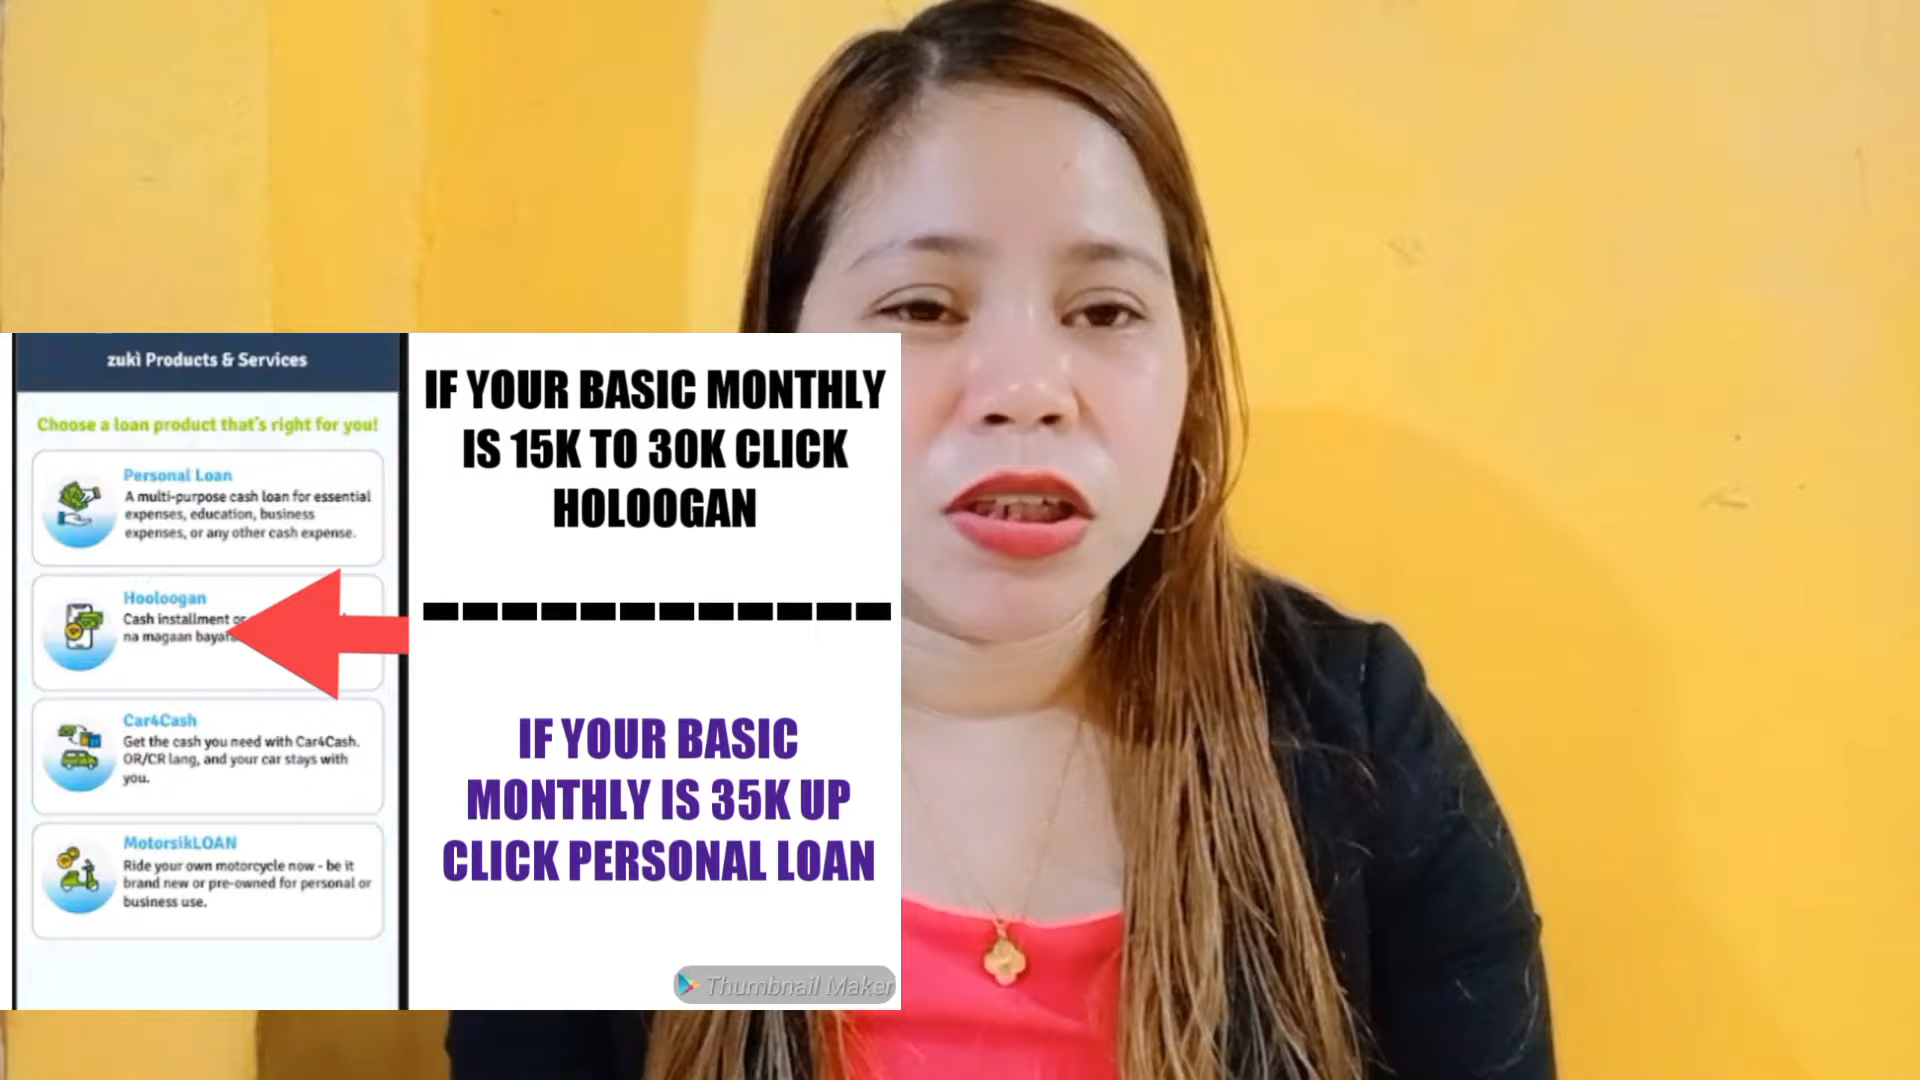 zuki Products & Services
Choose a loan product that's right for you!
Personal Loan
A multi-purpose cash loan for essential
expenses, education, business
expenses, or any other cash expense.
Hooloogan
Cash installment
na magaan
Car4Cash
Get the cash you need with Car4Cash.
OR/CR lang, and your car stays with
you.
MotorsikLOAN
Ride your own motorcycle now - be it
brand new or pre-owned for personal or
business use.
IF YOUR BASIC MONTHLY
IS 15K TO 30K CLICK
HOLOOGAN
IF YOUR BASIC
MONTHLY IS 35K UP
CLICK PERSONAL LOAN
Thumbnail Maker